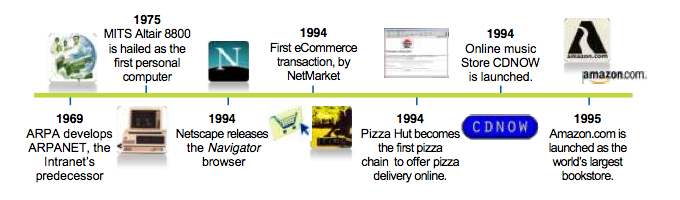 1975
MITS Altair 8800
is hailed as the
first personal
computer
1994
First eCommerce
transaction, by
NetMarket
1994
Online music
Store CDNOW
is launched.
N
amazon.com.
1969
ARPA develops
ARPANET, the
Intranet's
predecessor
1994
Netscape releases
the Navigator
browser
1994
Pizza Hut becomes
the first pizza
chain to offer pizza
delivery online.
CDNOW
1995
Amazon.com is
launched as the
world's largest
bookstore.